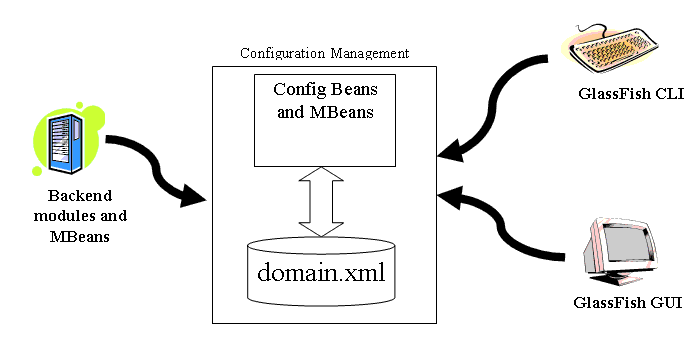 Configuration Management
Config Beans
and MBeans
domain.xml
Backend
modules and
MBeans
GlassFish CLI
GlassFish GUI